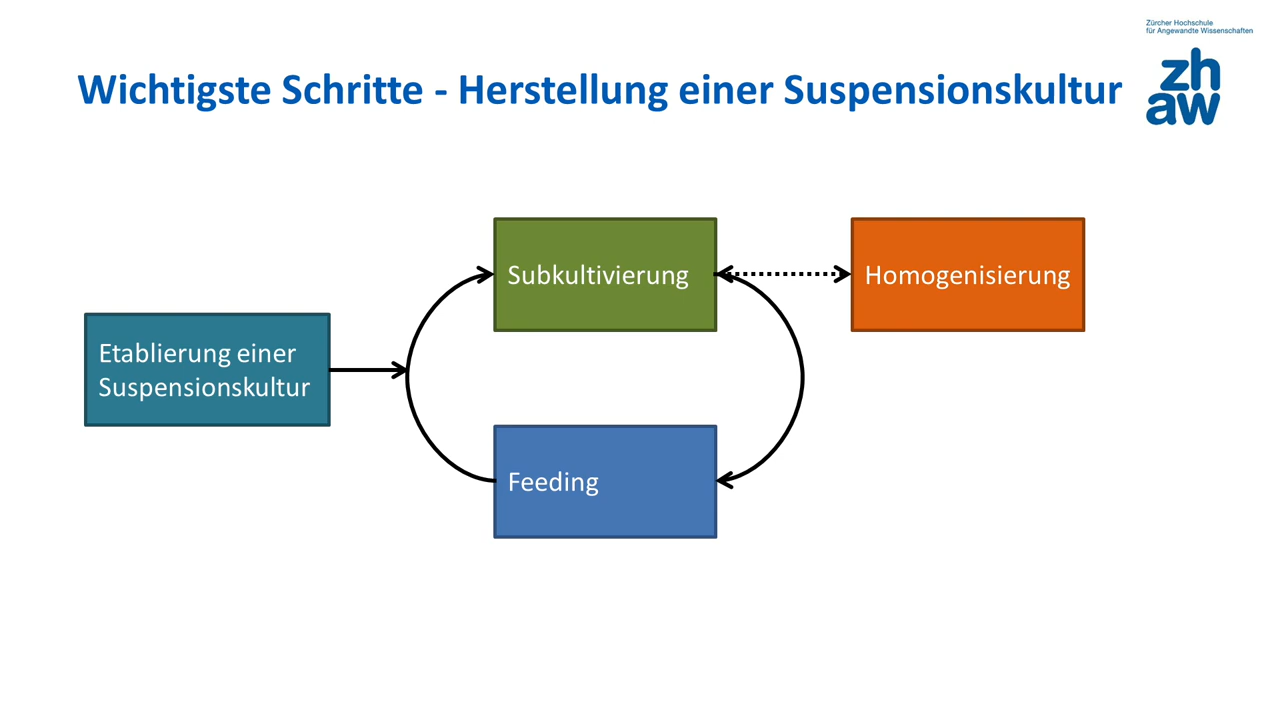 Zürcher Hochschule
für Angewandte Wissenschaften
zh
aw
Wichtigste Schritte - Herstellung einer Suspensionskultur
Subkultivierung
Homogenisierung
Etablierung einer
Suspensionskultur
Feeding